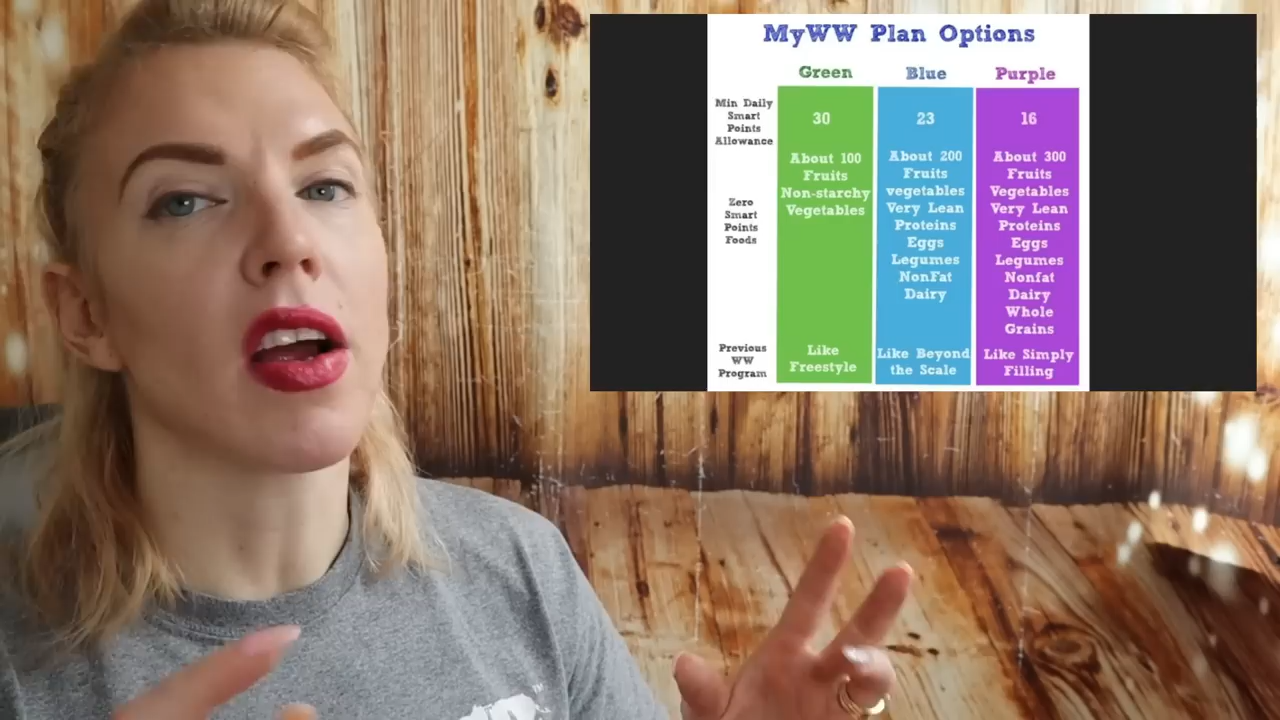 MyWW Plan Options
Green
Blue
Purple
Min Daily
Smart
Points
Allowance
30
23
16
Zero
Smart
Points
Foods
About 100
Fruits
Non-starchy
Vegetables
About 200
Fruits
vegetables
Very Lean
Proteins
Eggs
Legumes
NonFat
Dairy
About 300
Fruits
Vegetables
Very Lean
Proteins
Eggs
Legumes
Nonfat
Dairy
Whole
Grains
Previous
WW
Program
Like
Freestyle
Like Beyond
the Scale
Like Simply
Filling